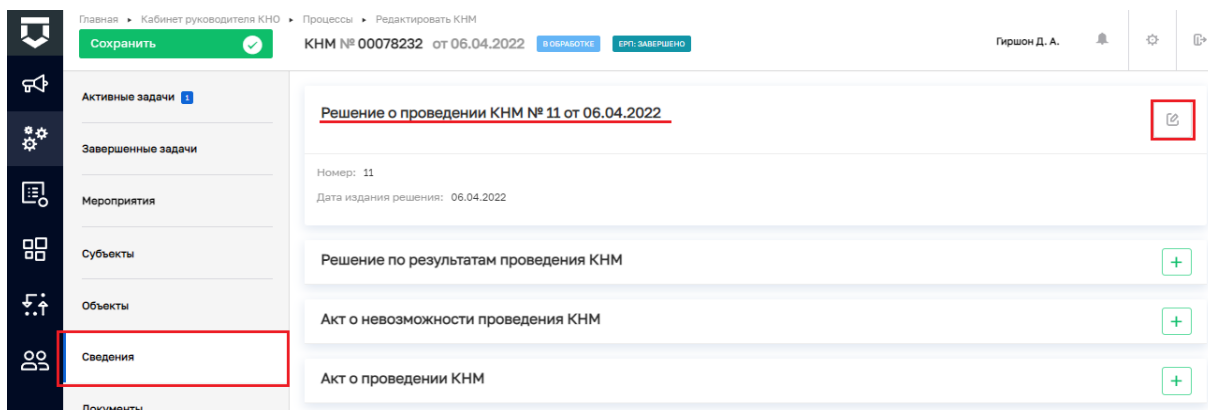 Главная ▸ Кабинет руководителя КНО ▸ Процессы ▸ Редактировать КНМ
Сохранить
КНМ № 00078232 от 06.04.2022 В ОБРАБОТКЕ ЕРП: ЗАВЕРШЕНО
Гиршон Д. А.
Активные задачи 1
Завершенные задачи
Мероприятия
Субъекты
Объекты
Сведения
Документы
Решение о проведении КНМ № 11 от 06.04.2022
Номер: 11
Дата издания решения: 06.04.2022
Решение по результатам проведения КНМ
Акт о невозможности проведения КНМ
Акт о проведении КНМ